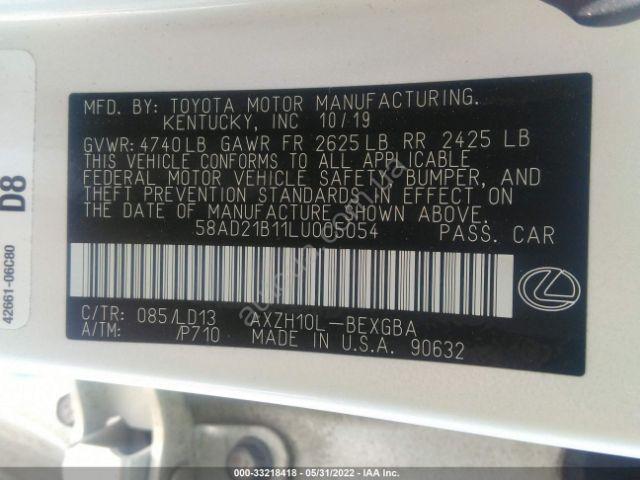 MFD. BY: TOYOTA MOTOR MANUFACTURING.
KENTUCKY, INC 10/19
GVWR: 4740LB GAWR FR 2625LB RR 2425 LB
THIS VEHICLE CONFORMS TO ALL APPLICABLE
FEDERAL MOTOR VEHICLE SAFETY, BUMPER, AND
THEFT PREVENTION STANDARDS IN EFFECT ON
THE DATE OF MANUFACTURE SHOWN ABOVE.
58AD21B11LU005054 PASS. CAR
C/TR: 085/LD13 AXZH10L-BEXGBA
A/TM: /P710 MADE IN U.S.A. 90632
42661-06C80 D8
autoastat.com.ua
000-33218418 - 05/31/2022 - IAA Inc.